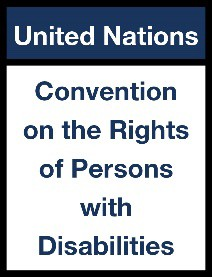 United Nations
Convention
on the Rights
of Persons
with
Disabilities